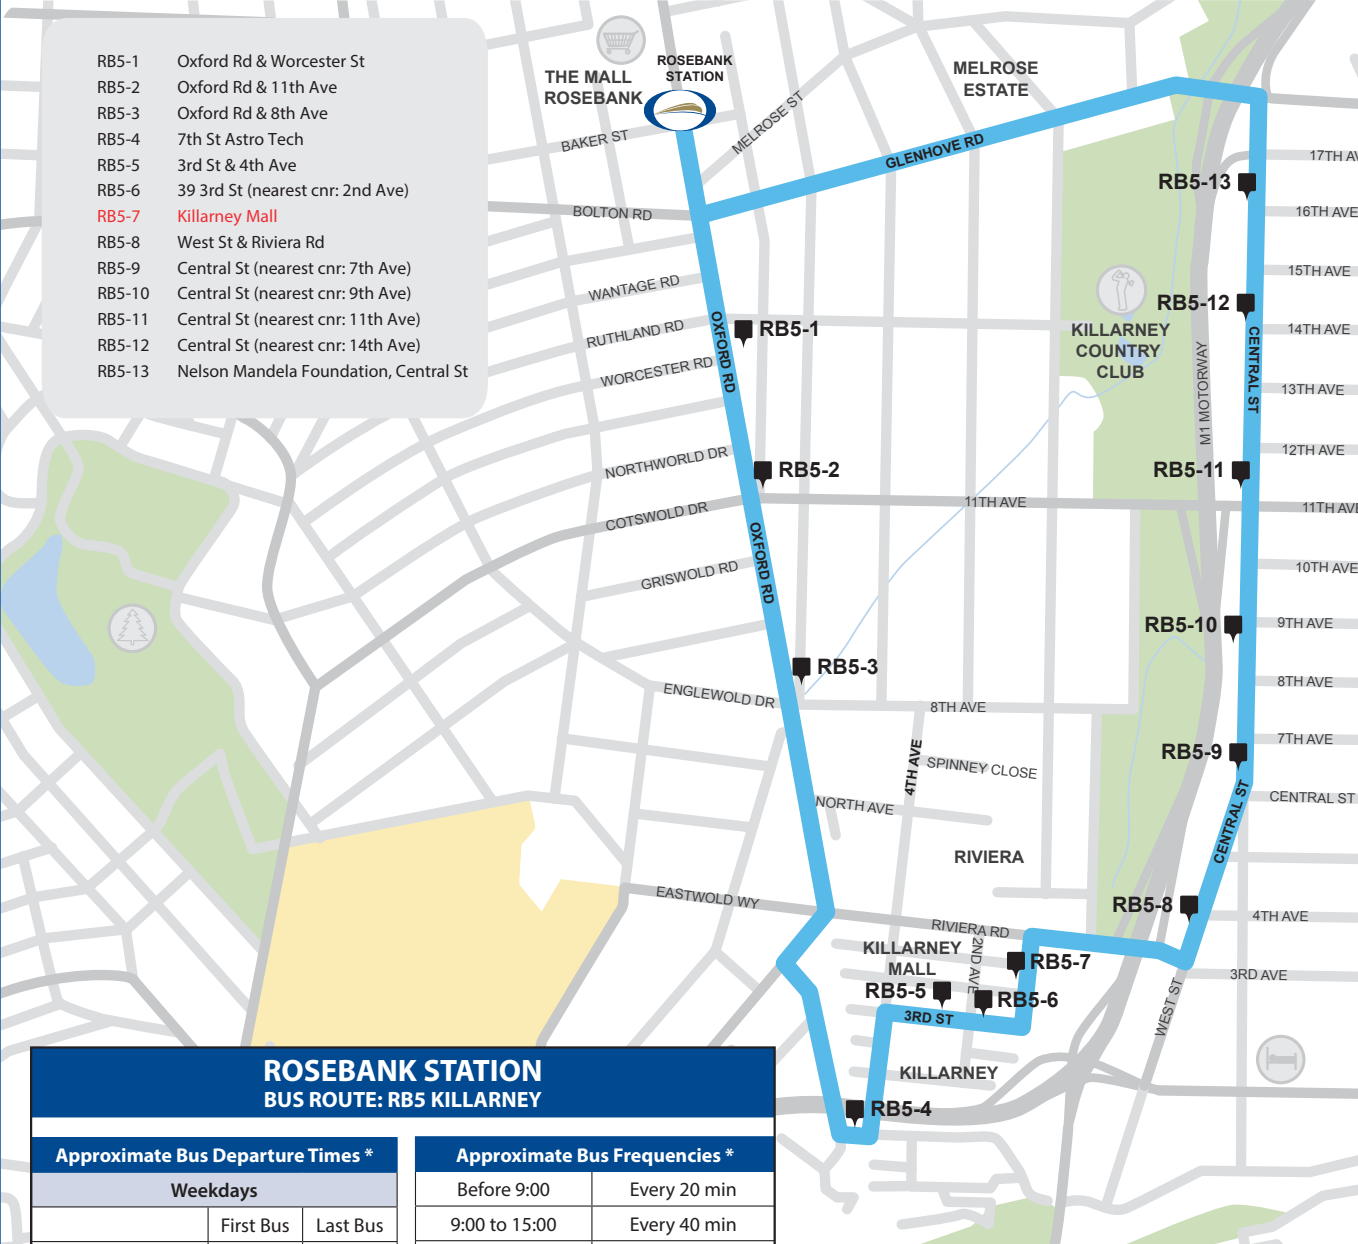 RB5-1 Oxford Rd & Worcester St
RB5-2 Oxford Rd & 11th Ave
RB5-3 Oxford Rd & 8th Ave
RB5-4 7th St Astro Tech
RB5-5 3rd St & 4th Ave
RB5-6 39 3rd St (nearest cnr: 2nd Ave)
RB5-7 Killarney Mall
RB5-8 West St & Riviera Rd
RB5-9 Central St (nearest cnr: 7th Ave)
RB5-10 Central St (nearest cnr: 9th Ave)
RB5-11 Central St (nearest cnr: 11th Ave)
RB5-12 Central St (nearest cnr: 14th Ave)
RB5-13 Nelson Mandela Foundation, Central St
THE MALL
ROSEBANK
ROSEBANK
STATION
MELROSE
ESTATE
BAKER ST
MELROSE ST
GLENHOVE RD
17TH AV
RB5-13
BOLTON RD
16TH AVE
WANTAGE RD
15TH AVE
RB5-12
RUTHLAND RD
OXFORD RD
RB5-1
KILLARNEY
COUNTRY
CLUB
14TH AVE
WORCESTER RD
M1 MOTORWAY
CENTRAL ST
13TH AVE
NORTHWORLD DR
RB5-2
RB5-11
12TH AVE
COTSWOLD DR
11TH AVE
11TH AVE
OXFORD RD
GRISWOLD RD
10TH AVE
RB5-10
9TH AVE
RB5-3
8TH AVE
ENGLEWOLD DR
8TH AVE
4TH AVE
SPINNEY CLOSE
RB5-9
7TH AVE
NORTH AVE
CENTRAL ST
CENTRAL ST
RIVIERA
EASTWOLD WY
RB5-8
4TH AVE
RIVIERA RD
KILLARNEY
MALL
2ND AVE
RB5-7
3RD AVE
RB5-5
RB5-6
3RD ST
WEST ST
KILLARNEY
RB5-4
ROSEBANK STATION
BUS ROUTE: RB5 KILLARNEY
Approximate Bus Departure Times *
Weekdays
First Bus Last Bus
Approximate Bus Frequencies *
Before 9:00 Every 20 min
9:00 to 15:00 Every 40 min